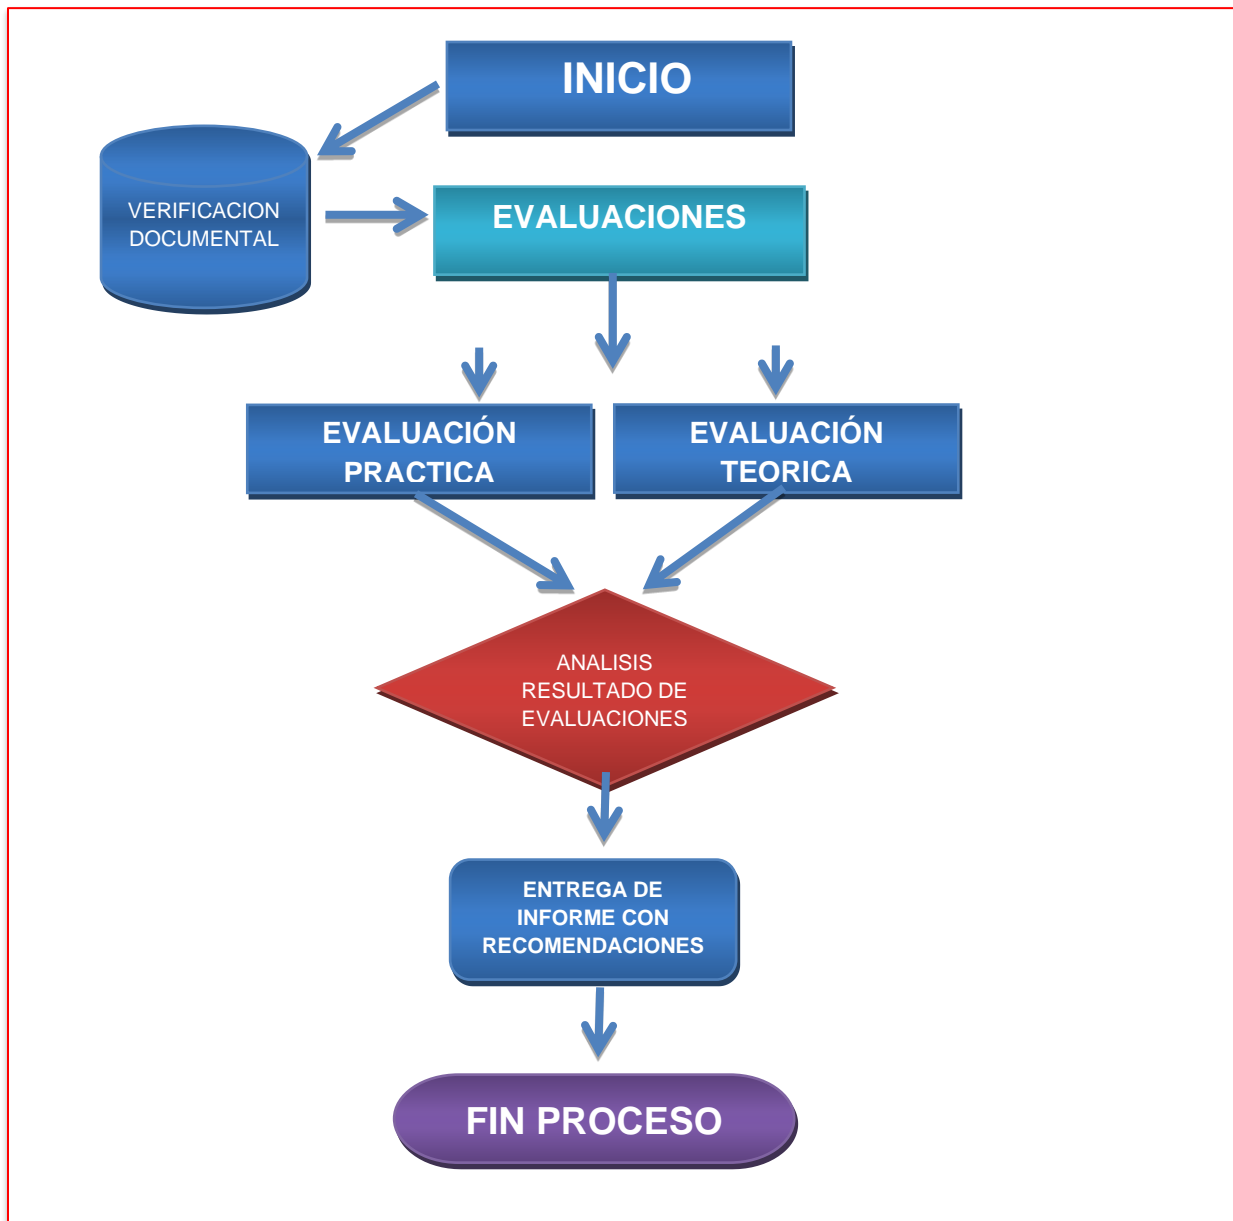 INICIO
VERIFICACION
DOCUMENTAL
EVALUACIONES
EVALUACIÓN
PRACTICA
EVALUACIÓN
TEORICA
ANALISIS
RESULTADO DE
EVALUACIONES
ENTREGA DE
INFORME CON
RECOMENDACIONES
FIN PROCESO